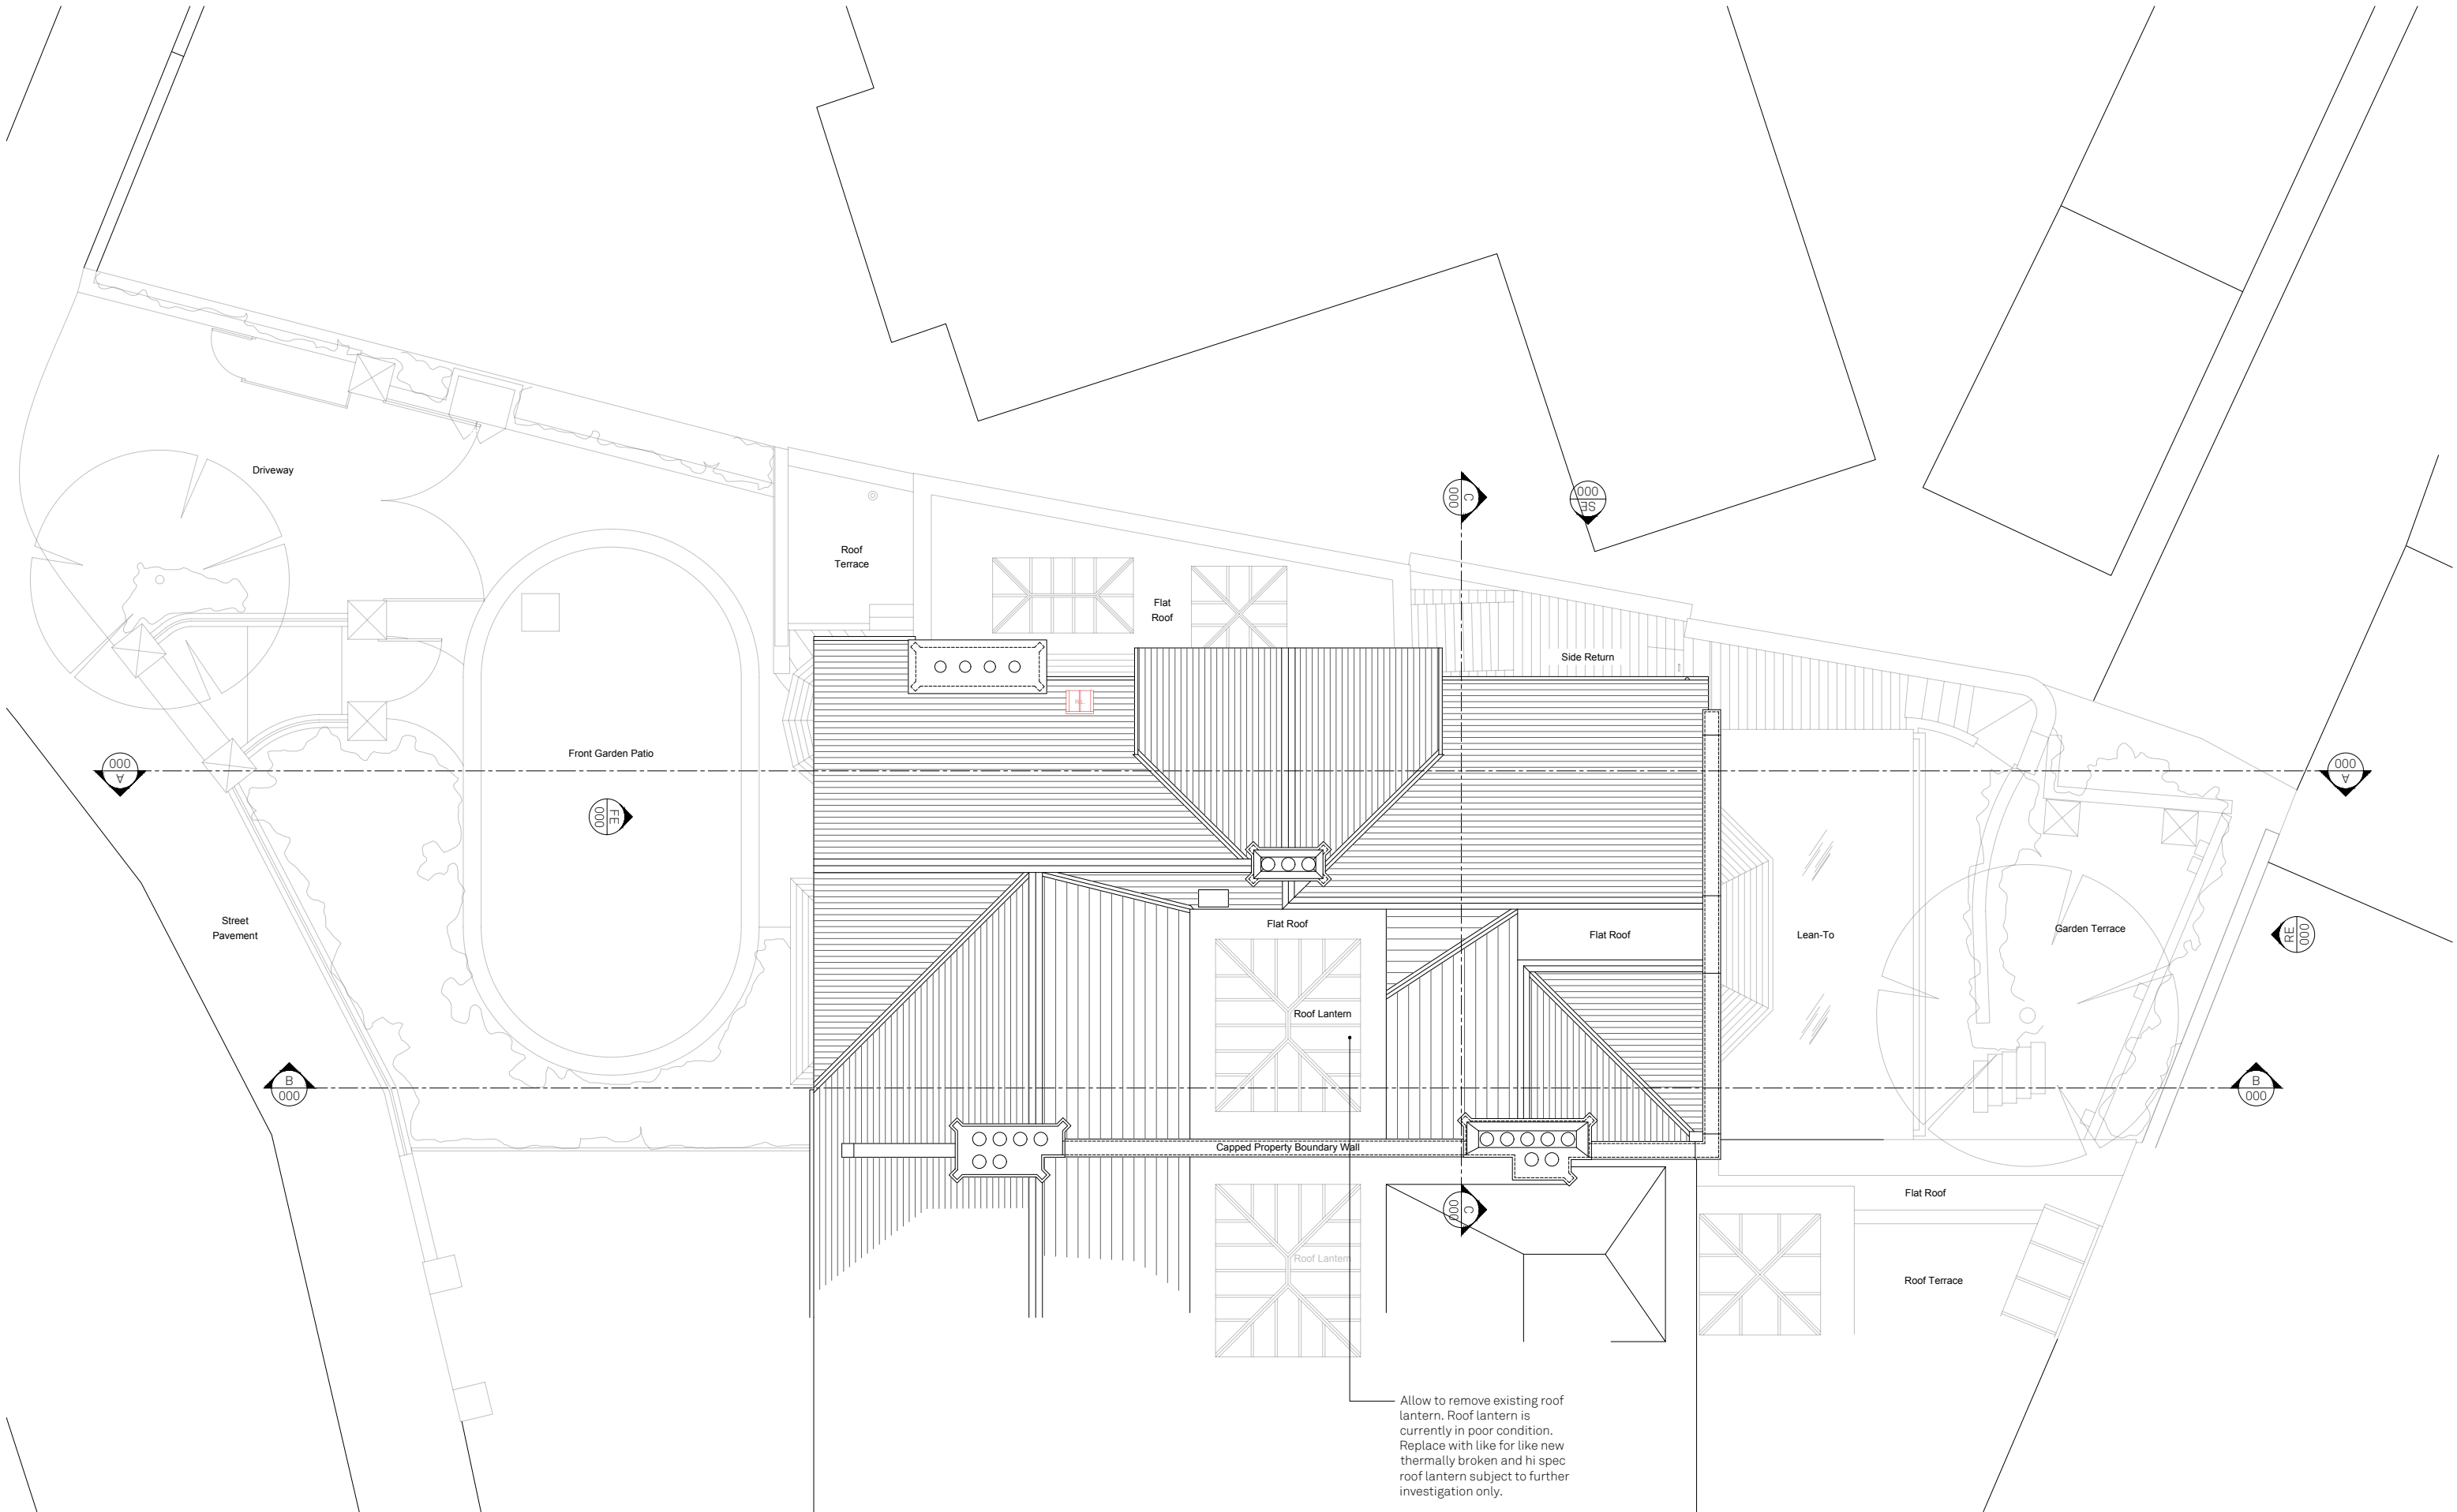 Driveway
C
000
000
SE
Roof
Terrace
Flat
Roof
Side Return
R.L.
Front Garden Patio
000
A
000
A
FE
000
Street
Pavement
Flat Roof
Flat Roof
Lean-To
Garden Terrace
RE
000
Roof Lantern
B
000
B
000
Capped Property Boundary Wall
Flat Roof
C
000
Roof Lantern
Roof Terrace
Allow to remove existing roof
lantern. Roof lantern is
currently in poor condition.
Replace with like for like new
thermally broken and hi spec
roof lantern subject to further
investigation only.